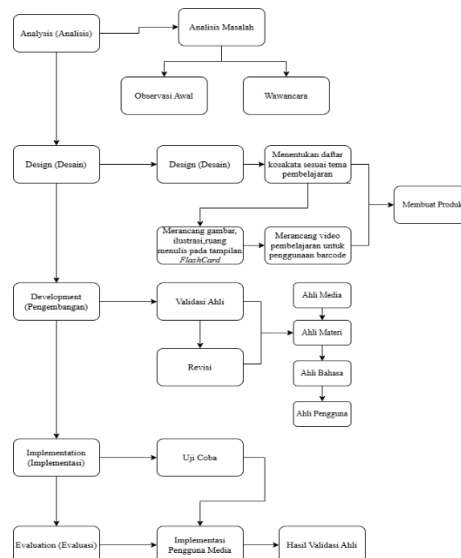 Analysis (Analisis)
Analisis Masalah
Observasi Awal
Wawancara
Design (Desain)
Design (Desain)
Menentukan daftar
kosakata sesuai tema
pembelajaran
Membuat Produk
Merancang gambar,
ilustrasi,ruang
menulis pada tampilan
FlashCard
Merancang video
pembelajaran untuk
penggunaan barcode
Development
(Pengembangan)
Validasi Ahli
Revisi
Ahli Media
Ahli Materi
Ahli Bahasa
Ahli Pengguna
Implementation
(Implementasi)
Uji Coba
Evaluation (Evaluasi)
Implementasi
Pengguna Media
Hasil Validasi Ahli